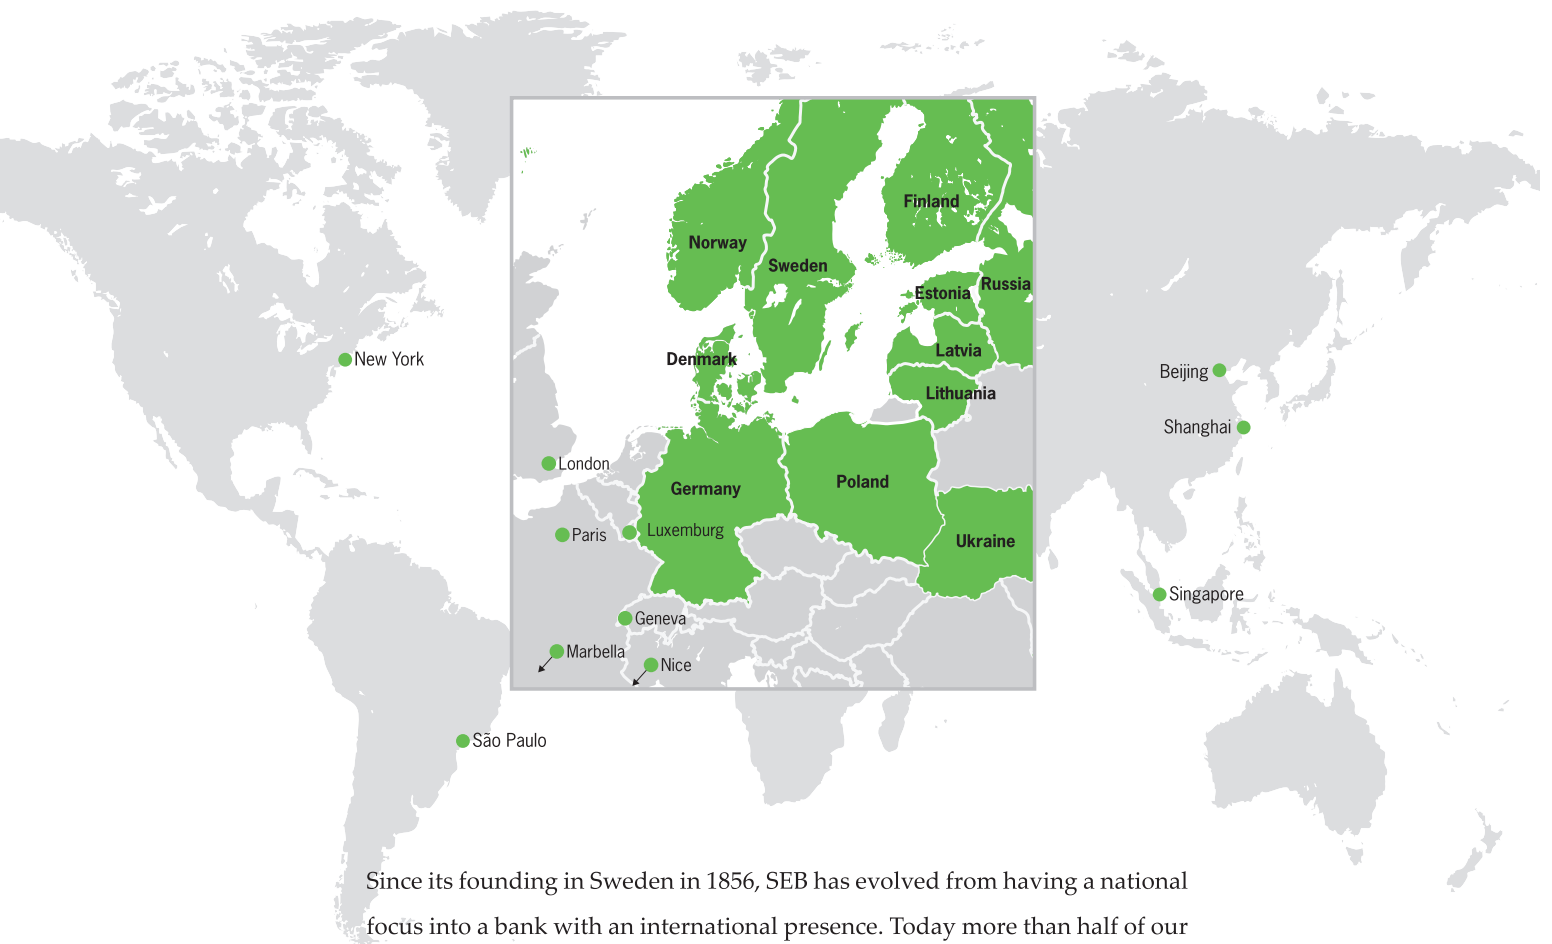 Finland
Norway
Sweden
Russia
Estonia
Latvia
Denmark
New York
Beijing
Lithuania
Shanghai
London
Poland
Germany
Luxemburg
Paris
Ukraine
Singapore
Geneva
Marbella
Nice
São Paulo
Since its founding in Sweden in 1856, SEB has evolved from having a national
focus into a bank with an international presence. Today more than half of our